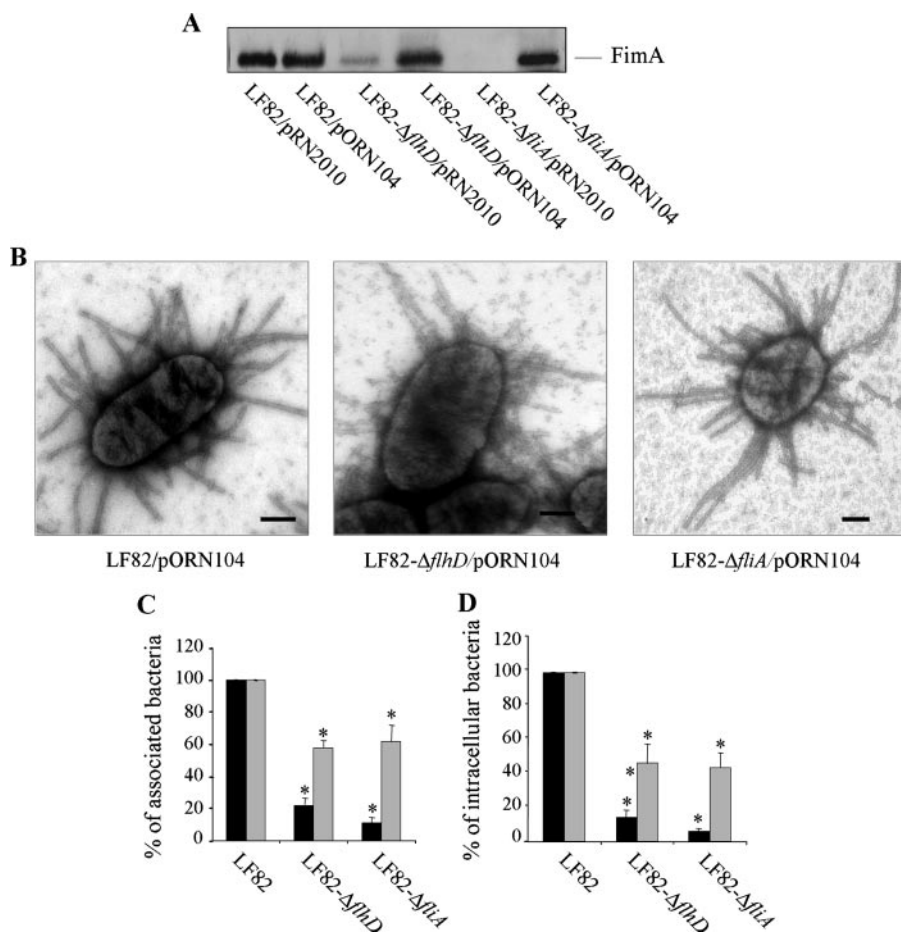 A
FimA
LF82/pRN2010
LF82/pORN104
LF82-ΔflhD/pRN2010
LF82-ΔflhD/pORN104
LF82-ΔfliA/pRN2010
LF82-ΔfliA/pORN104
B
LF82/pORN104
LF82-ΔflhD/pORN104
LF82-ΔfliA/pORN104
C
% of associated bacteria
120
100
80
60
40
20
0
* * * *
LF82
LF82-ΔflhD
LF82-ΔfliA
D
% of intracellular bacteria
120
100
80
60
40
20
0
* * * * *
LF82
LF82-ΔflhD
LF82-ΔfliA